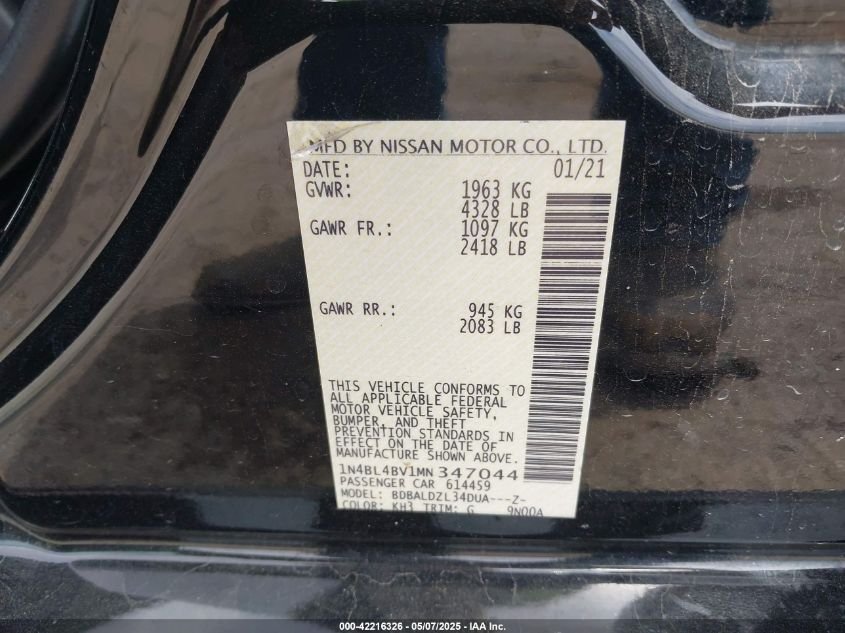 MFD BY NISSAN MOTOR CO., LTD.
DATE: 01/21
GVWR: 1963 KG
4328 LB
GAWR FR.: 1097 KG
2418 LB
GAWR RR.: 945 KG
2083 LB
THIS VEHICLE CONFORMS TO
ALL APPLICABLE FEDERAL
MOTOR VEHICLE SAFETY,
BUMPER, AND THEFT
PREVENTION STANDARDS IN
EFFECT ON THE DATE OF
MANUFACTURE SHOWN ABOVE.
1N4BL4BV1MN347044
PASSENGER CAR 614459
MODEL: BDBALDZL34DUA---Z-
COLOR: KH3 TRIM: G 9N00A
000-42216326 - 05/07/2025 - IAA Inc.